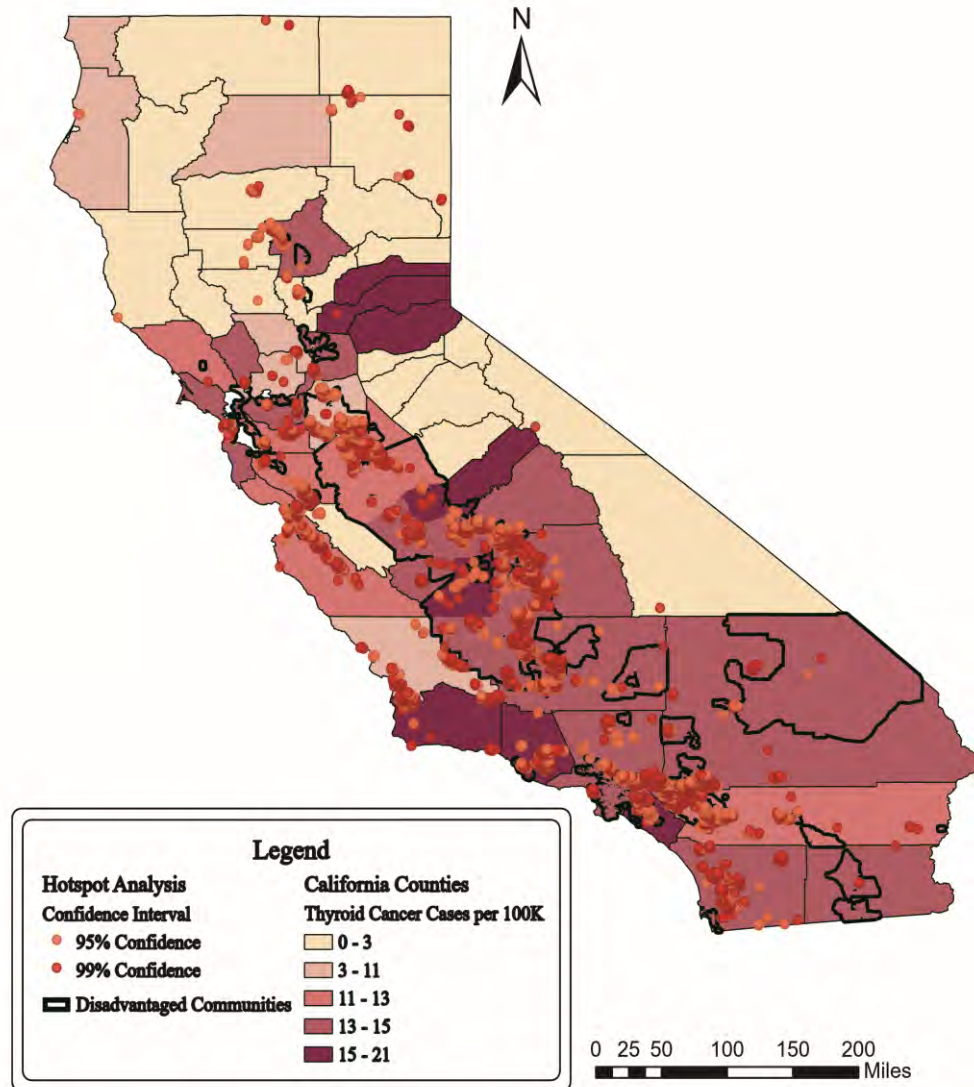 N
Legend
Hotspot Analysis
Confidence Interval
95% Confidence
99% Confidence
Disadvantaged Communities
California Counties
Thyroid Cancer Cases per 100K
0 - 3
3 - 11
11 - 13
13 - 15
15 - 21
0 25 50 100 150 200
Miles